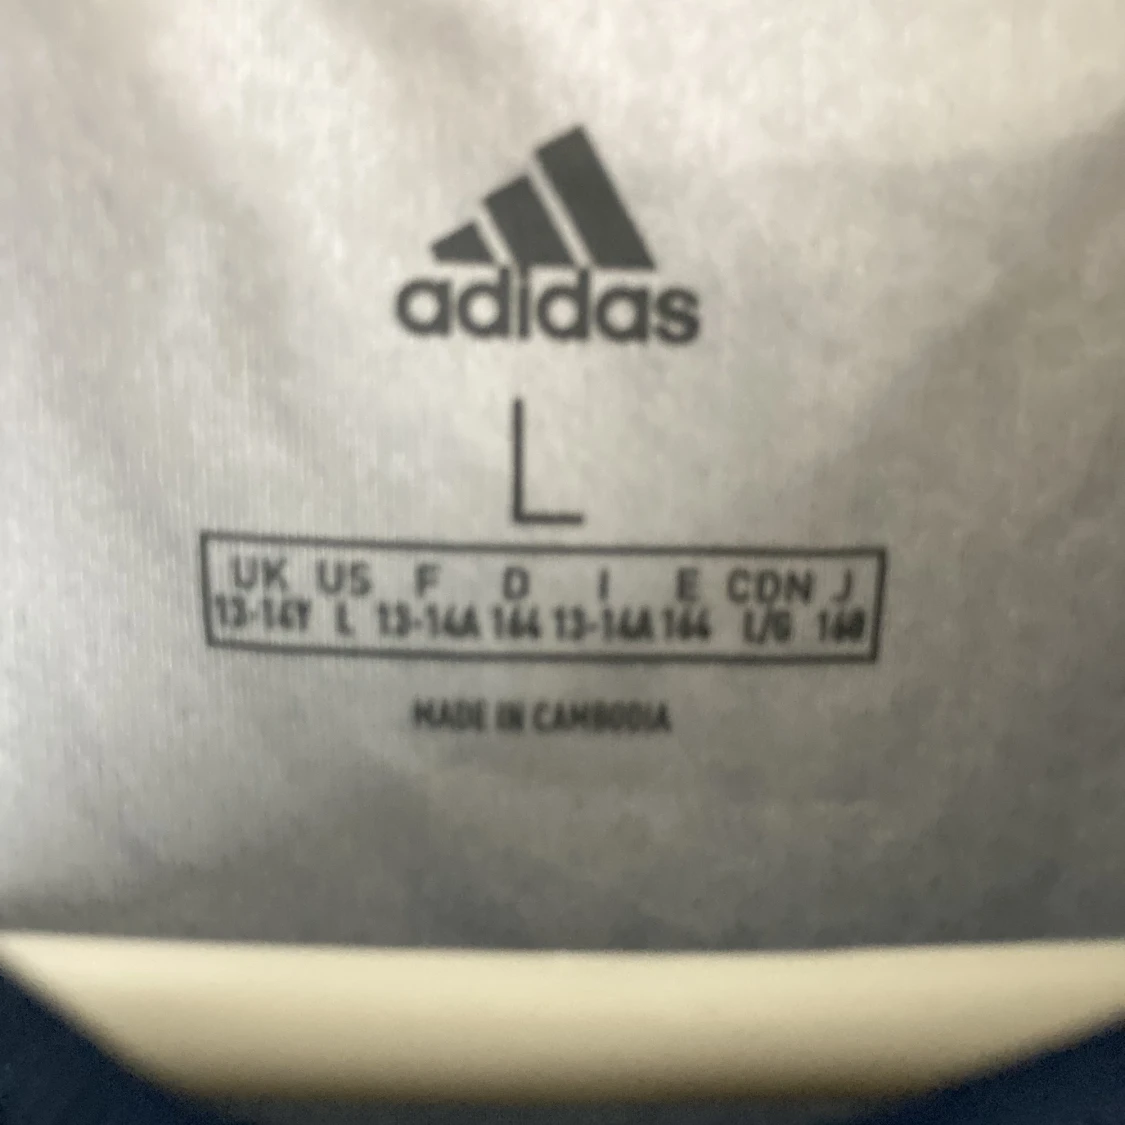 adidas
L
UK US F D I E CDN J
13-14Y L 13-14A 164 13-14A 164 L/G 160
MADE IN CAMBODIA